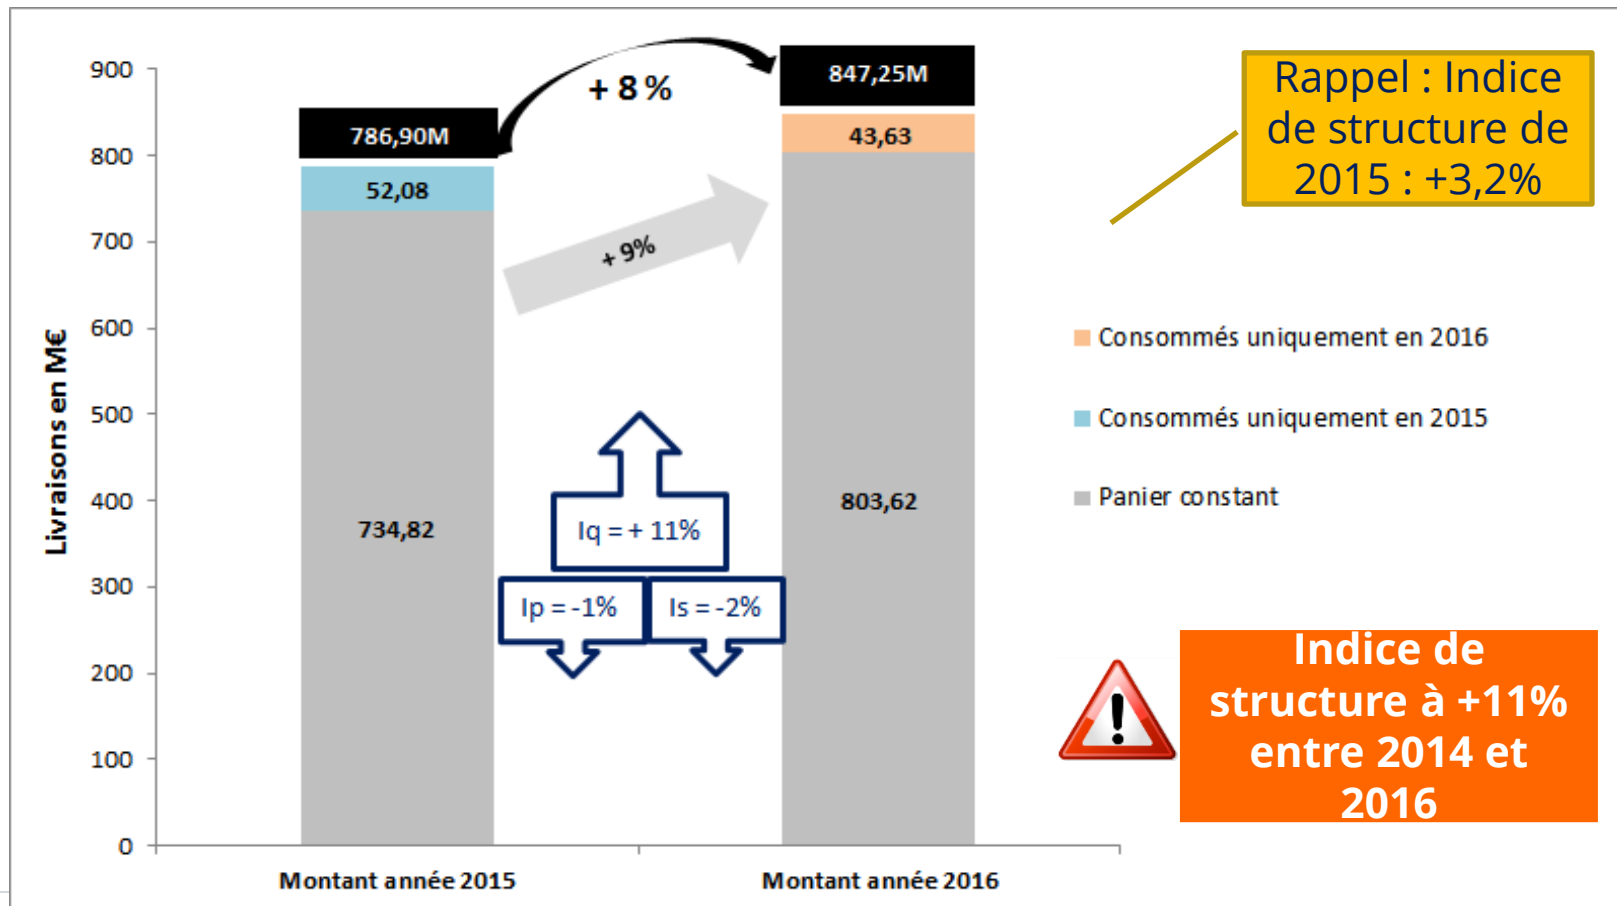 Livraisons en M€
900
800
700
600
500
400
300
200
100
0
786,90M
52,08
734,82
+ 8 %
+ 9%
Iq = + 11%
Ip = -1%
Is = -2%
847,25M
43,63
803,62
Montant année 2015
Montant année 2016
Rappel : Indice
de structure de
2015 : +3,2%
Consommés uniquement en 2016
Consommés uniquement en 2015
Panier constant
Indice de
structure à +11%
entre 2014 et
2016